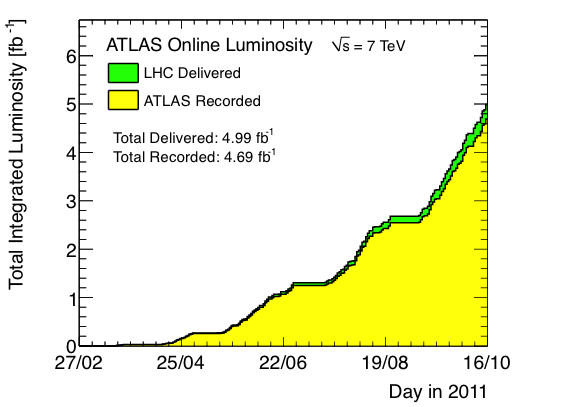 Total Integrated Luminosity [fb⁻¹]
ATLAS Online Luminosity √s = 7 TeV
LHC Delivered
ATLAS Recorded
Total Delivered: 4.99 fb⁻¹
Total Recorded: 4.69 fb⁻¹
6
5
4
3
2
1
0
27/02 25/04 22/06 19/08 16/10
Day in 2011